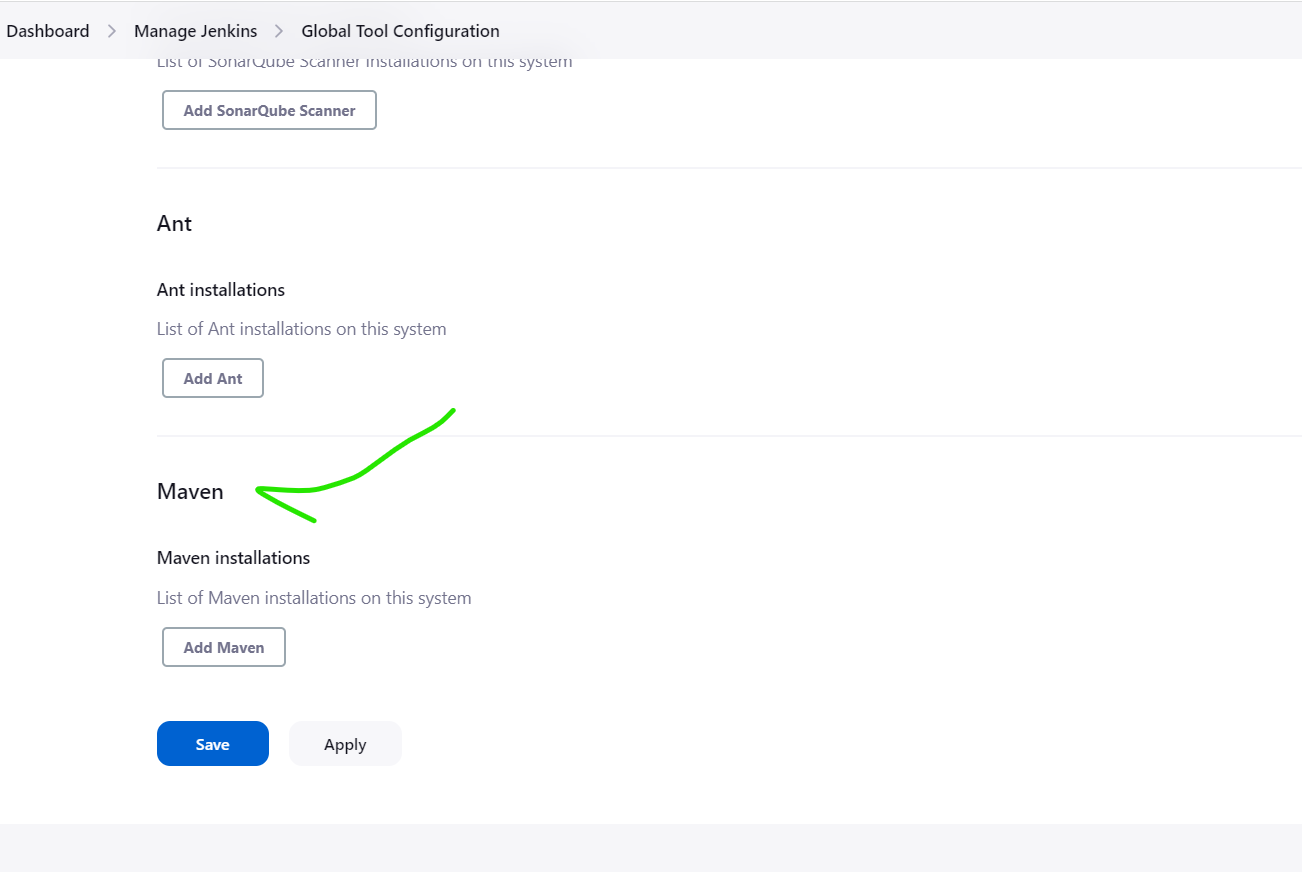 Dashboard > Manage Jenkins > Global Tool Configuration
List of SonarQube Scanner installations on this system
Add SonarQube Scanner
Ant
Ant installations
List of Ant installations on this system
Add Ant
Maven
Maven installations
List of Maven installations on this system
Add Maven
Save Apply